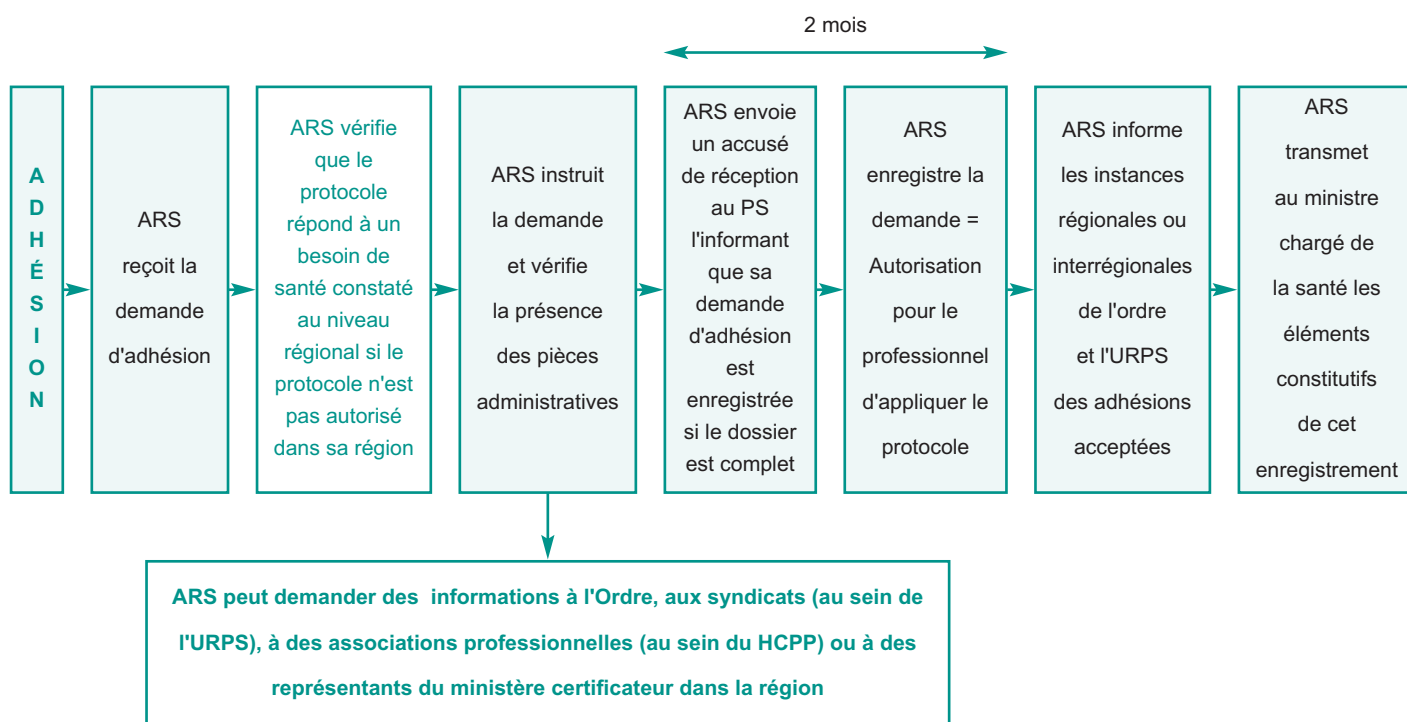 2 mois
A
D
H
É
S
I
O
N
ARS
reçoit la
demande
d'adhésion
ARS vérifie
que le
protocole
répond à un
besoin de
santé constaté
au niveau
régional si le
protocole n'est
pas autorisé
dans sa région
ARS instruit
la demande
et vérifie
la présence
des pièces
administratives
ARS envoie
un accusé
de réception
au PS
l'informant
que sa
demande
d'adhésion
est
enregistrée
si le dossier
est complet
ARS
enregistre la
demande =
Autorisation
pour le
professionnel
d'appliquer le
protocole
ARS informe
les instances
régionales ou
interrégionales
de l'ordre
et l'URPS
des adhésions
acceptées
ARS
transmet
au ministre
chargé de
la santé les
éléments
constitutifs
de cet
enregistrement
ARS peut demander des  informations à l'Ordre, aux syndicats (au sein de
l'URPS), à des associations professionnelles (au sein du HCPP) ou à des
représentants du ministère certificateur dans la région